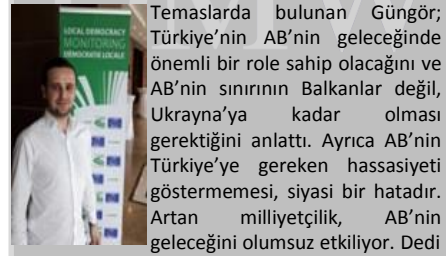 LOCAL DEMOCRACY
MONITORING
DÉMOCRATIE LOCALE
Temaslarda bulunan Güngör;
Türkiye’nin AB’nin geleceğinde
önemli bir role sahip olacağını ve
AB’nin sınırının Balkanlar değil,
Ukrayna’ya kadar olması
gerektiğini anlattı. Ayrıca AB’nin
Türkiye’ye gereken hassasiyeti
göstermemesi, siyasi bir hatadır.
Artan milliyetçilik, AB’nin
geleceğini olumsuz etkiliyor. Dedi